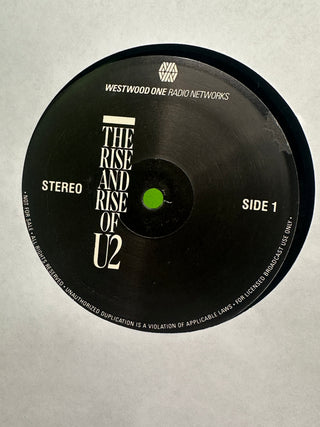 WESTWOOD ONE RADIO NETWORKS
THE
RISE
AND
RISE
OF
U2
STEREO
SIDE 1
• NOT FOR SALE • ALL RIGHTS RESERVED • UNAUTHORIZED DUPLICATION IS A VIOLATION OF APPLICABLE LAWS • FOR LICENSED BROADCAST USE ONLY •